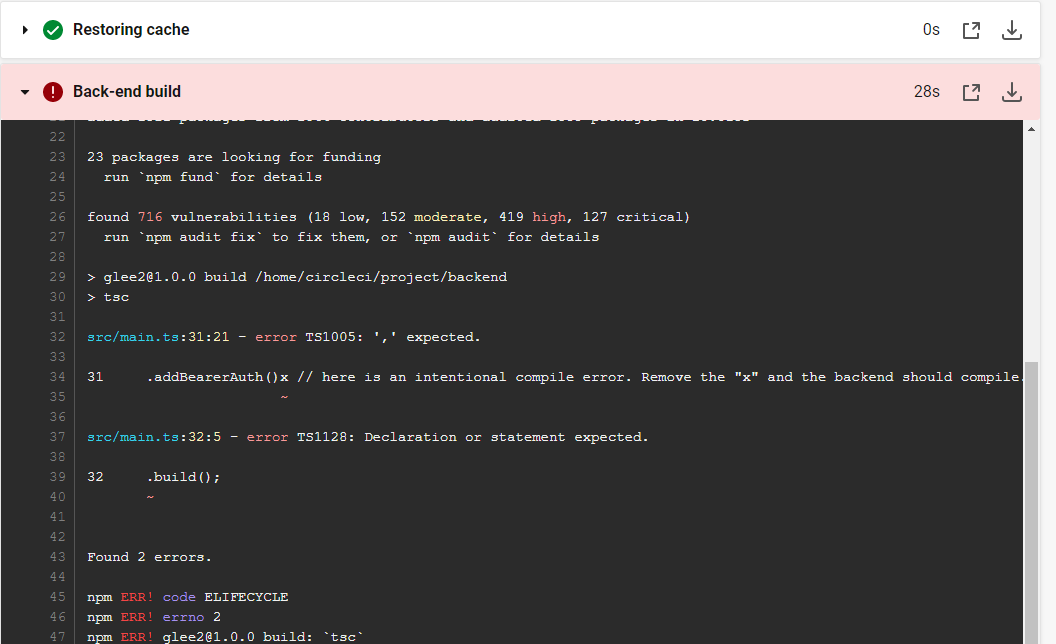 Restoring cache 0s
Back-end build 28s
22
23 23 packages are looking for funding
24   run `npm fund` for details
25
26 found 716 vulnerabilities (18 low, 152 moderate, 419 high, 127 critical)
27   run `npm audit fix` to fix them, or `npm audit` for details
28
29 > glee2@1.0.0 build /home/circleci/project/backend
30 > tsc
31
32 src/main.ts:31:21 - error TS1005: ',' expected.
33
34 31     .addBearerAuth()x // here is an intentional compile error. Remove the "x" and the backend should compile.
35                        ~
36
37 src/main.ts:32:5 - error TS1128: Declaration or statement expected.
38
39 32     .build();
40        ~
41
42
43 Found 2 errors.
44
45 npm ERR! code ELIFECYCLE
46 npm ERR! errno 2
47 npm ERR! glee2@1.0.0 build: `tsc`